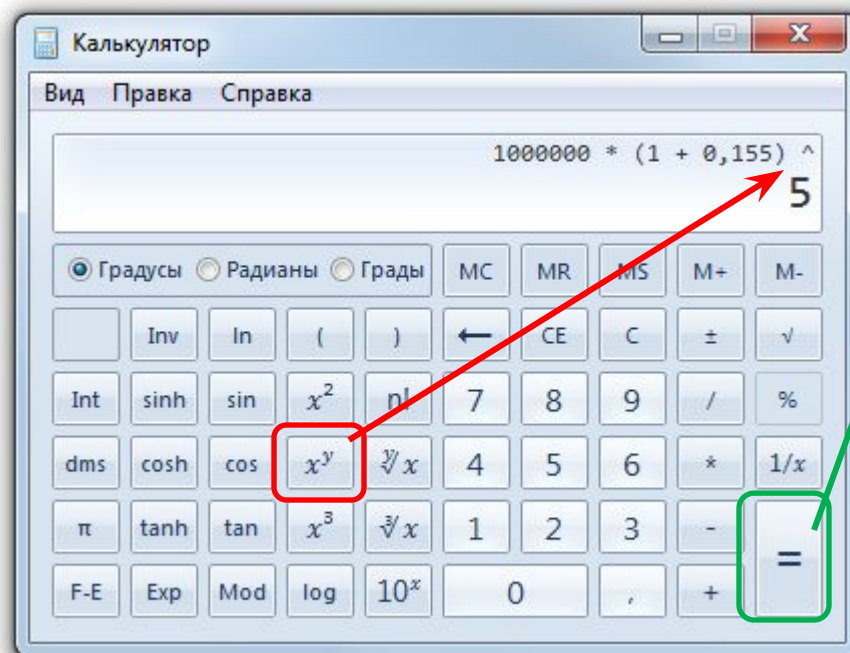 Калькулятор
Вид Правка Справка
1000000 * (1 + 0,155) ^
5
Градусы Радианы Грады MC MR MS M+ M-
Inv ln ( ) ← CE C ± √
Int sinh sin x² n! 7 8 9 / %
dms cosh cos xʸ ʸ√x 4 5 6 * 1/x
π tanh tan x³ ³√x 1 2 3 - =
F-E Exp Mod log 10ˣ 0 , +